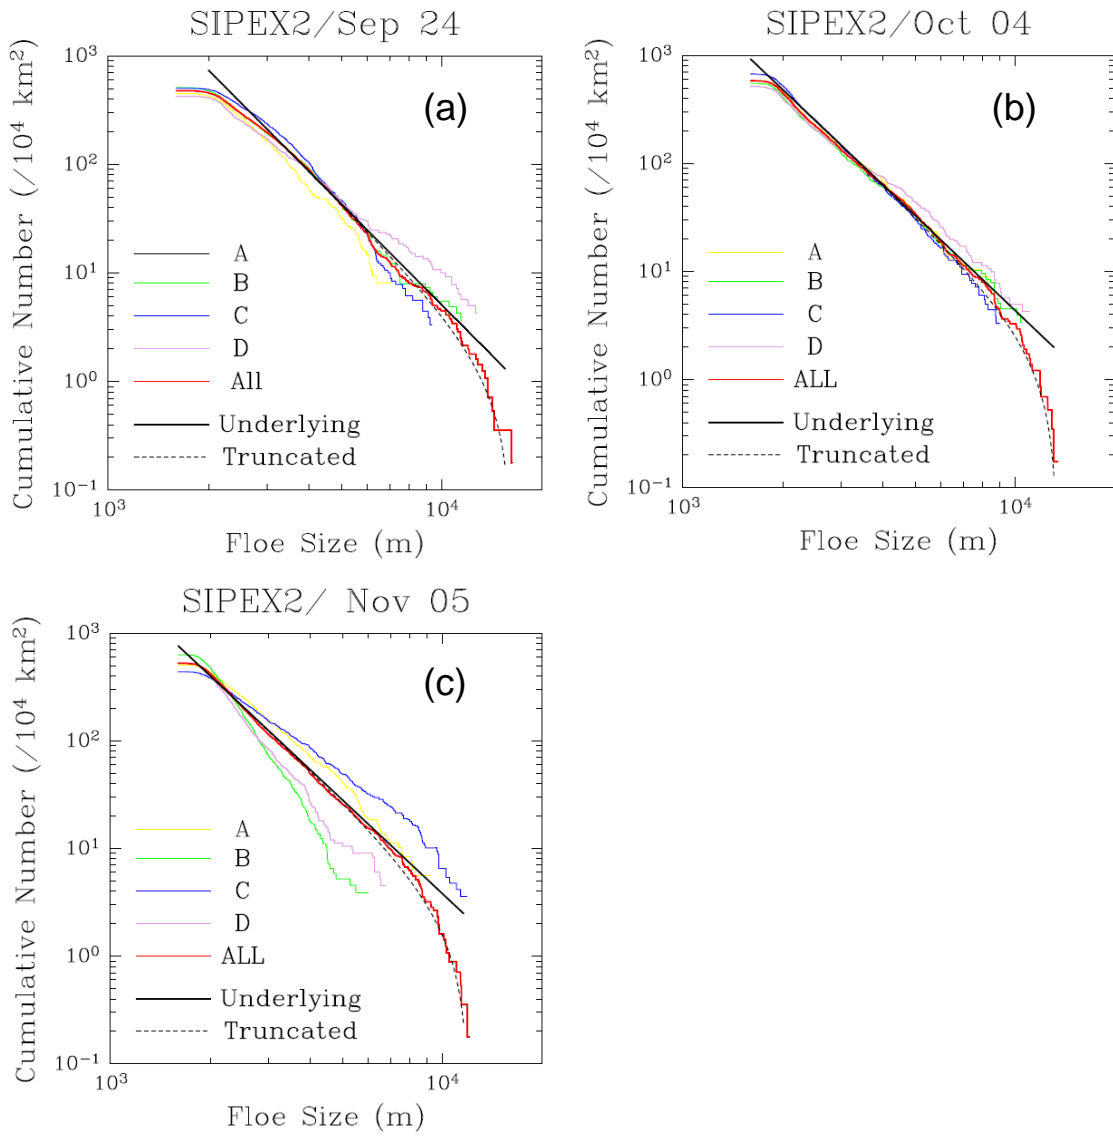 SIPEX2/Sep 24
Cumulative Number (/10⁴ km²)
10³
10²
10¹
10⁰
10⁻¹
(a)
A
B
C
D
All
Underlying
Truncated
10³
10⁴
Floe Size (m)
SIPEX2/Oct 04
Cumulative Number (/10⁴ km²)
10³
10²
10¹
10⁰
10⁻¹
(b)
A
B
C
D
ALL
Underlying
Truncated
10³
10⁴
Floe Size (m)
SIPEX2/ Nov 05
Cumulative Number (/10⁴ km²)
10³
10²
10¹
10⁰
10⁻¹
(c)
A
B
C
D
ALL
Underlying
Truncated
10³
10⁴
Floe Size (m)